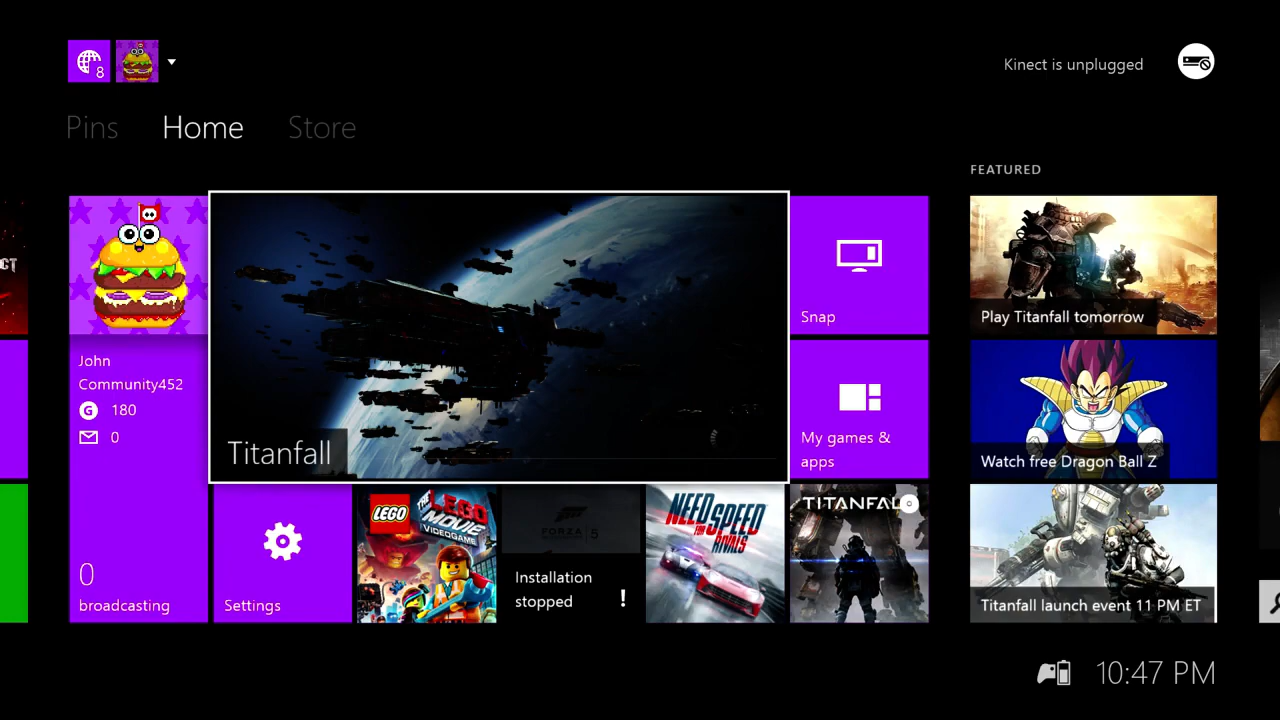 8
Kinect is unplugged
Pins Home Store
FEATURED
CT
John
Community452
G 180
0
0
broadcasting
Titanfall
Snap
My games &
apps
Settings
LEGO
THE LEGO
MOVIE
VIDEOGAME
FORZA 5
Installation
stopped !
NEED
FOR SPEED
RIVALS
TITANFALL
Play Titanfall tomorrow
Watch free Dragon Ball Z
Titanfall launch event 11 PM ET
10:47 PM